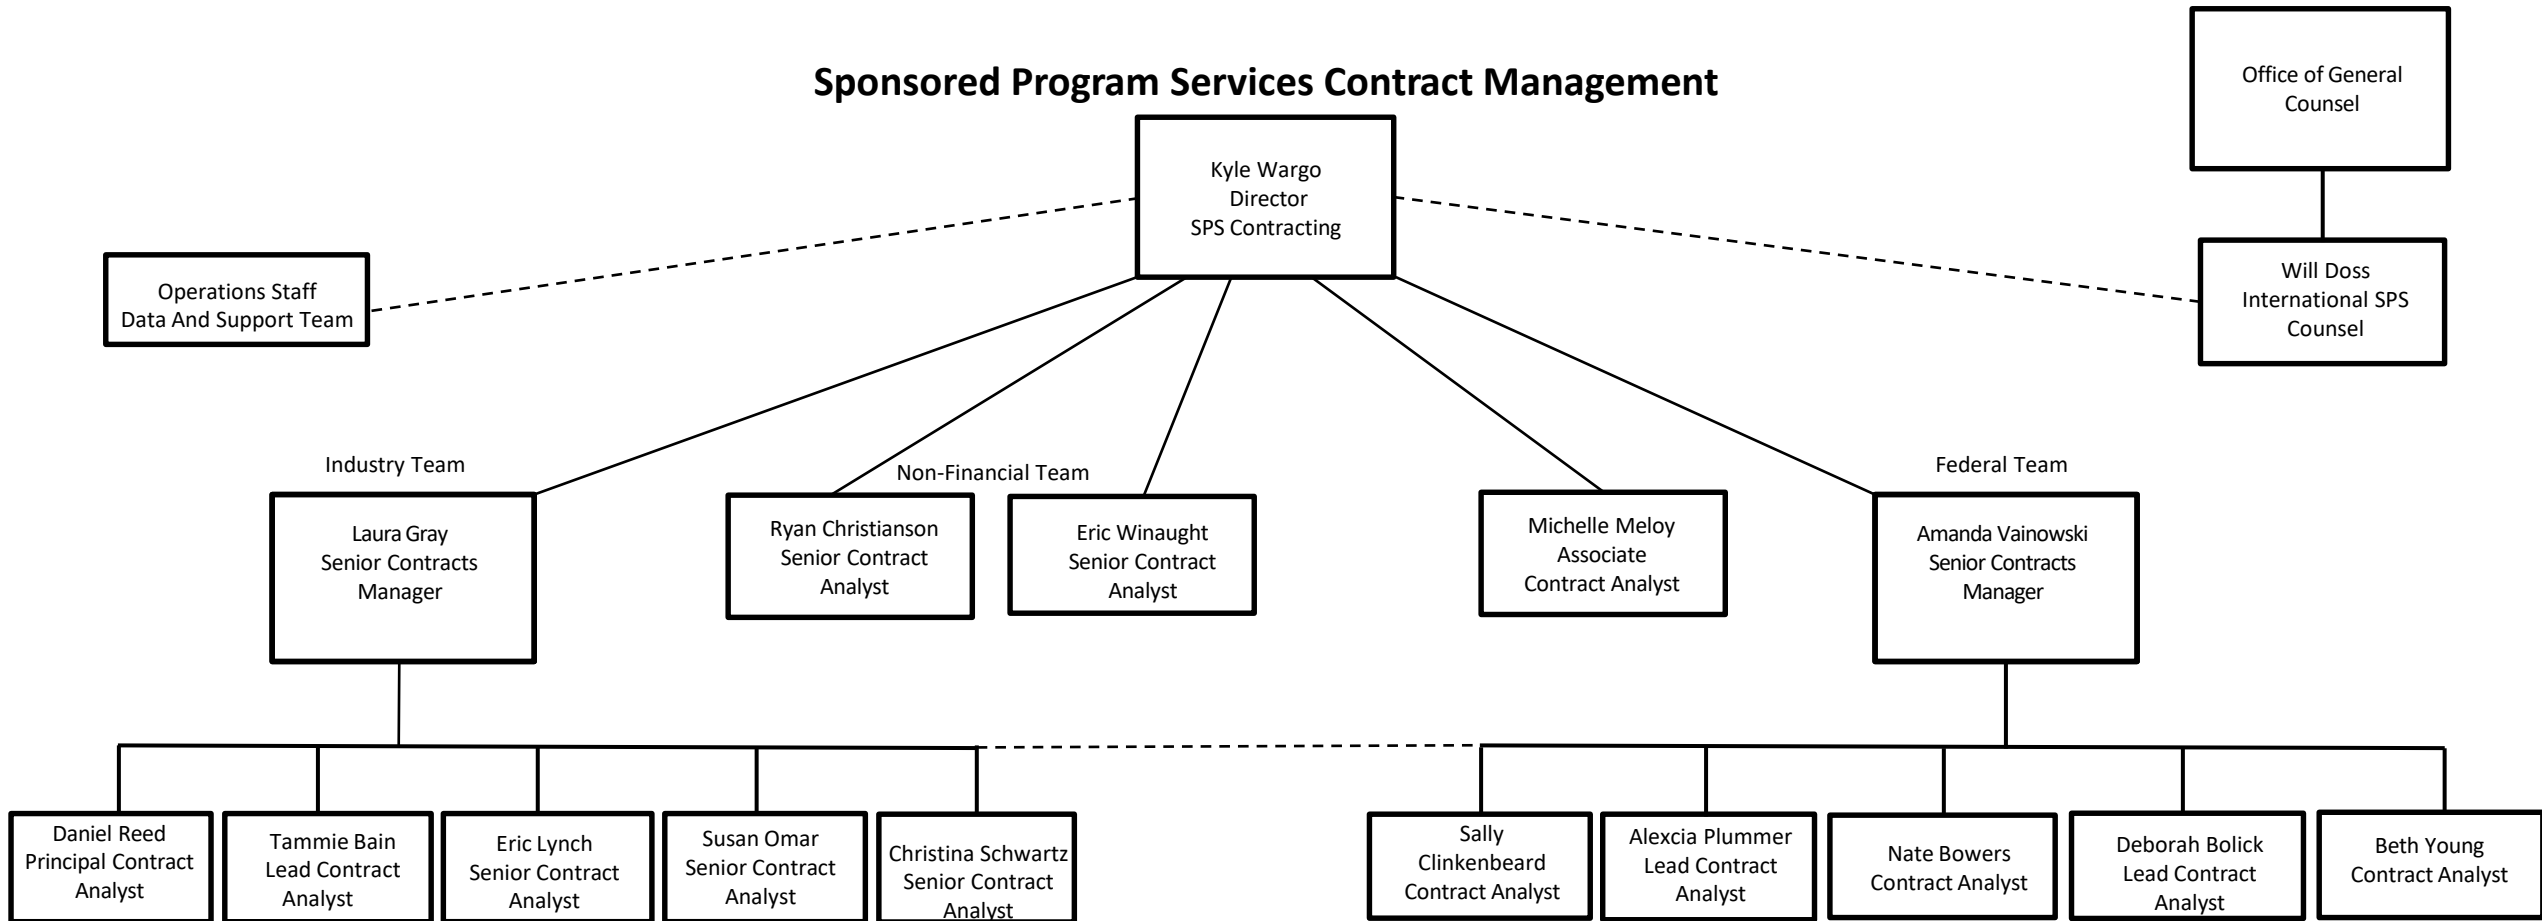 Sponsored Program Services Contract Management
Office of General
Counsel
Kyle Wargo
Director
SPS Contracting
Operations Staff
Data And Support Team
Will Doss
International SPS
Counsel
Industry Team
Non-Financial Team
Federal Team
Laura Gray
Senior Contracts
Manager
Ryan Christianson
Senior Contract
Analyst
Eric Winaught
Senior Contract
Analyst
Michelle Meloy
Associate
Contract Analyst
Amanda Vainowski
Senior Contracts
Manager
Daniel Reed
Principal Contract
Analyst
Tammie Bain
Lead Contract
Analyst
Eric Lynch
Senior Contract
Analyst
Susan Omar
Senior Contract
Analyst
Christina Schwartz
Senior Contract
Analyst
Sally
Clinkenbeard
Contract Analyst
Alexcia Plummer
Lead Contract
Analyst
Nate Bowers
Contract Analyst
Deborah Bolick
Lead Contract
Analyst
Beth Young
Contract Analyst